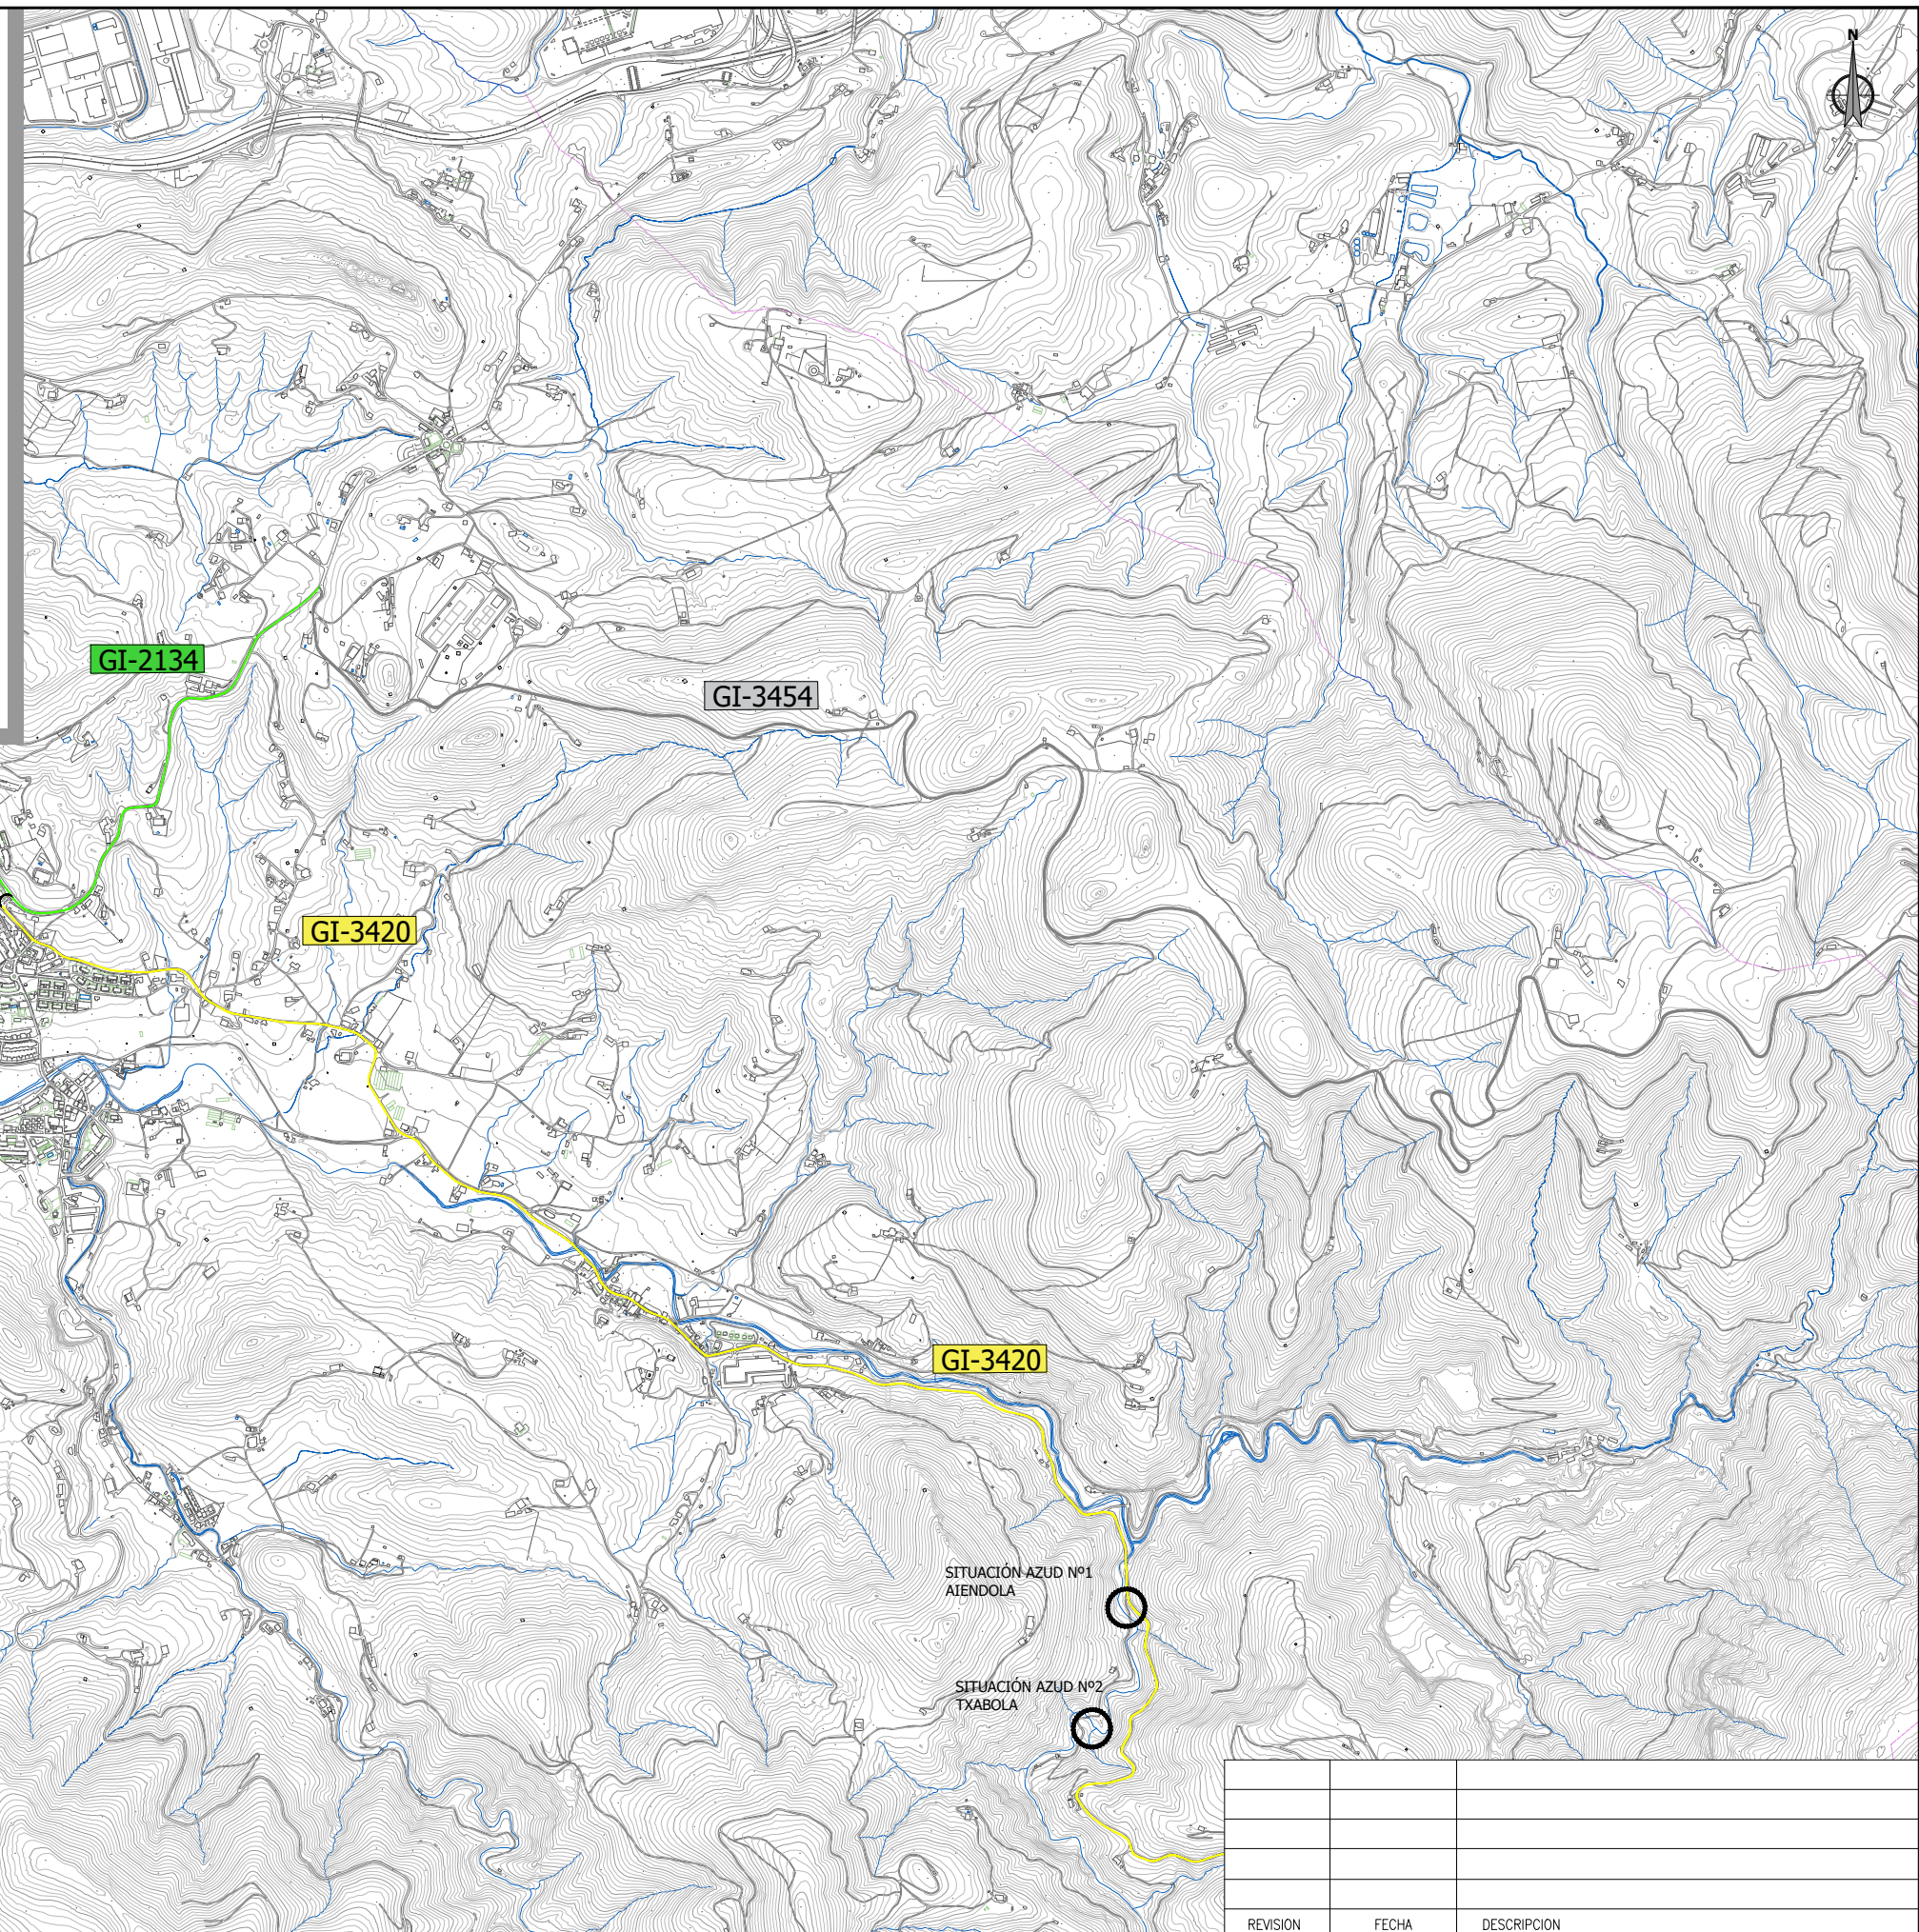 N
GI-2134
GI-3454
GI-3420
GI-3420
SITUACIÓN AZUD Nº1
AIENDOLA
SITUACIÓN AZUD Nº2
TXABOLA
REVISION FECHA DESCRIPCION